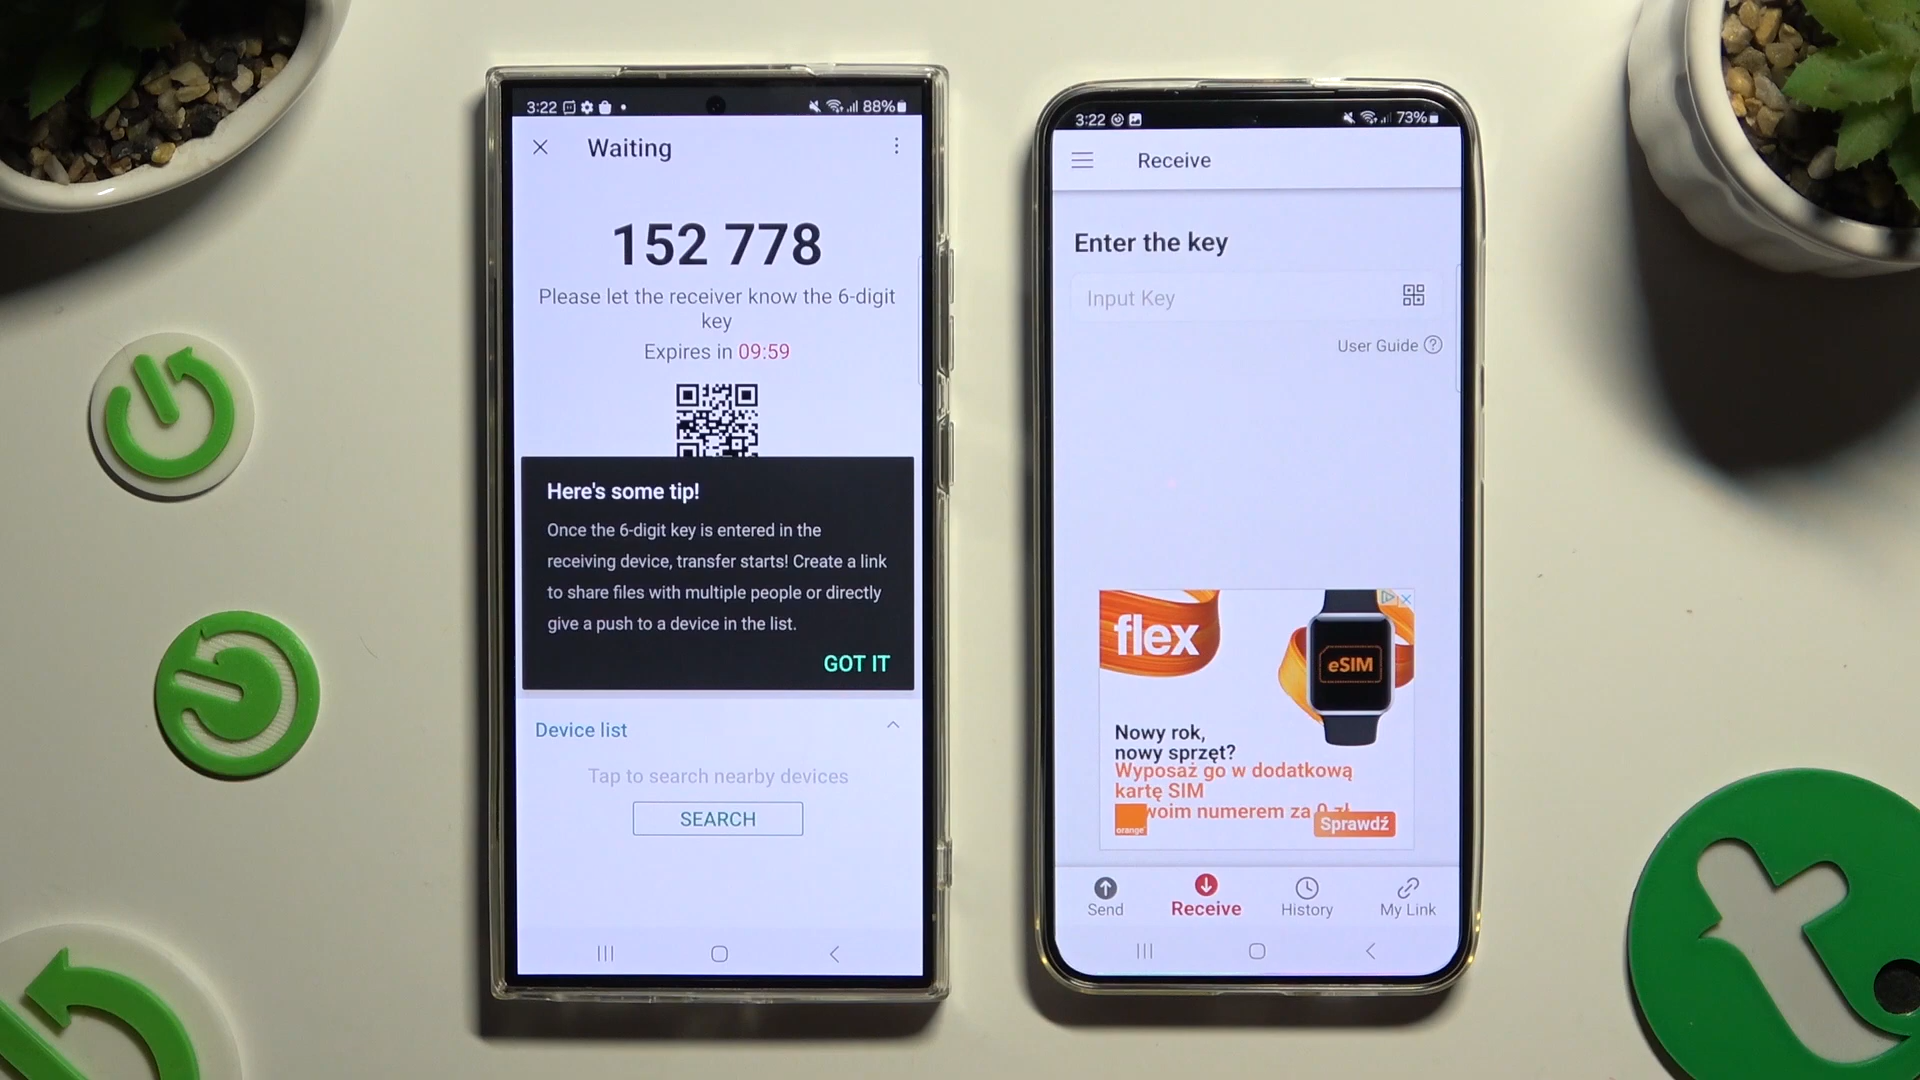 3:22
88%
Waiting
152 778
Please let the receiver know the 6-digit
key
Expires in 09:59
Here's some tip!
Once the 6-digit key is entered in the
receiving device, transfer starts! Create a link
to share files with multiple people or directly
give a push to a device in the list.
GOT IT
Device list
Tap to search nearby devices
SEARCH
3:22
73%
Receive
Enter the key
Input Key
User Guide
flex
eSIM
Nowy rok,
nowy sprzęt?
Wyposaż go w dodatkową
kartę SIM
woim numerem za 0 zł
orange
Sprawdź
Send
Receive
History
My Link